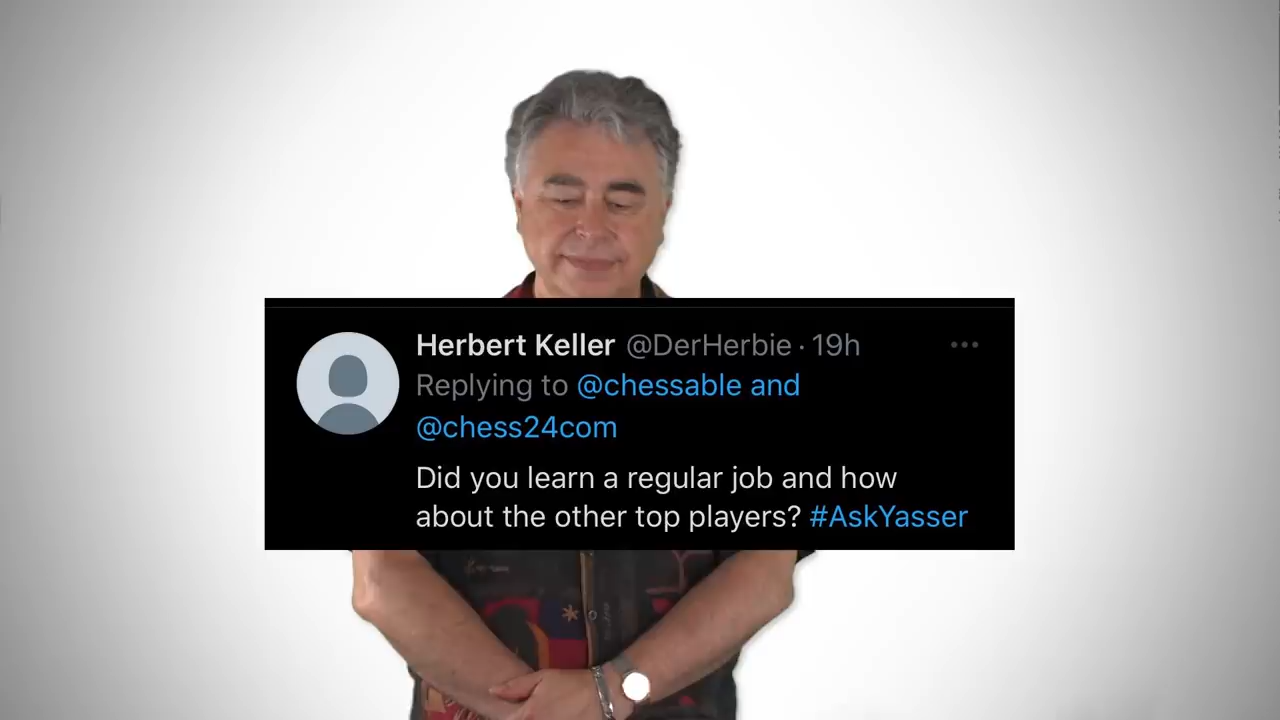 Herbert Keller @DerHerbie · 19h
Replying to @chessable and
@chess24com
Did you learn a regular job and how
about the other top players? #AskYasser